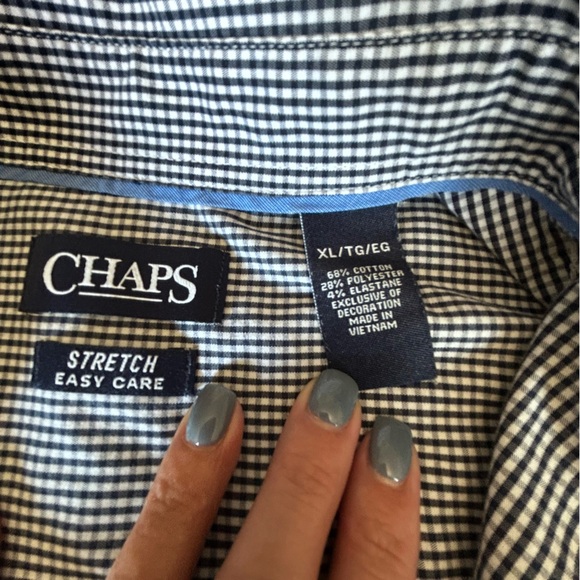 CHAPS
STRETCH
EASY CARE
XL/TG/EG
68% COTTON
28% POLYESTER
4% ELASTANE
EXCLUSIVE OF
DECORATION
MADE IN
VIETNAM